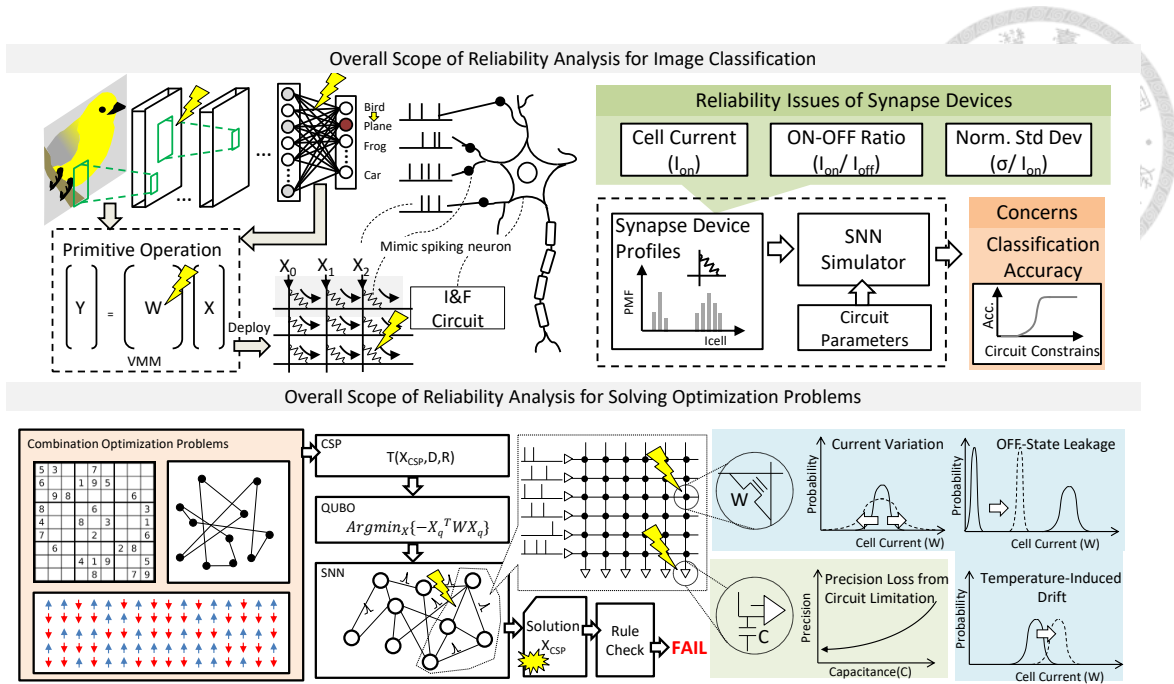 Overall Scope of Reliability Analysis for Image Classification
Bird
Plane
Frog
Car
...
...
Primitive Operation
Y = W X
VMM
Deploy
X0 X1 X2
Mimic spiking neuron
I&F
Circuit
Reliability Issues of Synapse Devices
Cell Current
(Ion)
ON-OFF Ratio
(Ion/ Ioff)
Norm. Std Dev
(σ/ Ion)
Synapse Device
Profiles
PMF
Icell
SNN
Simulator
Circuit
Parameters
Concerns
Classification
Accuracy
Acc.
Circuit Constrains
Overall Scope of Reliability Analysis for Solving Optimization Problems
Combination Optimization Problems
5 3 7
6 1 9 5
9 8 6
8 6 3
4 8 3 1
7 2 6
6 2 8
4 1 9 5
8 7 9
CSP
T(XCSP,D,R)
QUBO
ArgminX{−Xq^T WXq}
SNN
Solution
XCSP
Rule
Check
FAIL
W
C
Current Variation
Probability
Cell Current (W)
OFF-State Leakage
Probability
Cell Current (W)
Precision Loss from
Circuit Limitation
Precision
Capacitance(C)
Temperature-Induced
Drift
Probability
Cell Current (W)